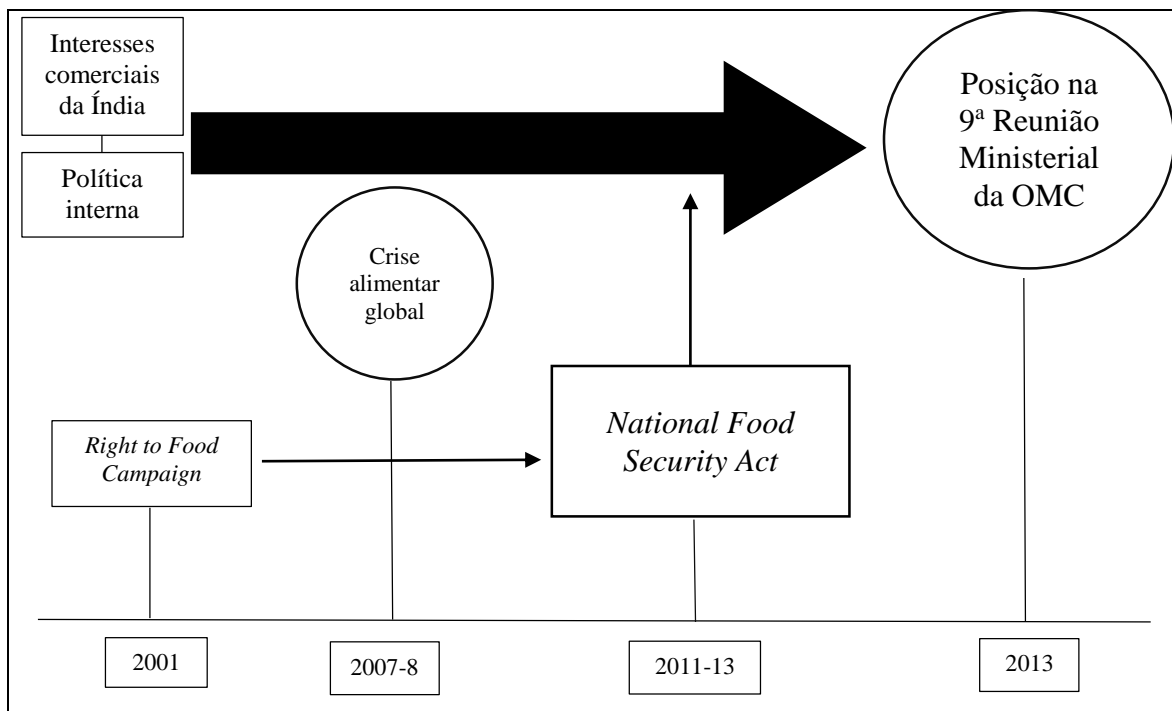 Interesses
comerciais
da Índia
Política
interna
Posição na
9ª Reunião
Ministerial
da OMC
Crise
alimentar
global
Right to Food
Campaign
National Food
Security Act
2001
2007-8
2011-13
2013